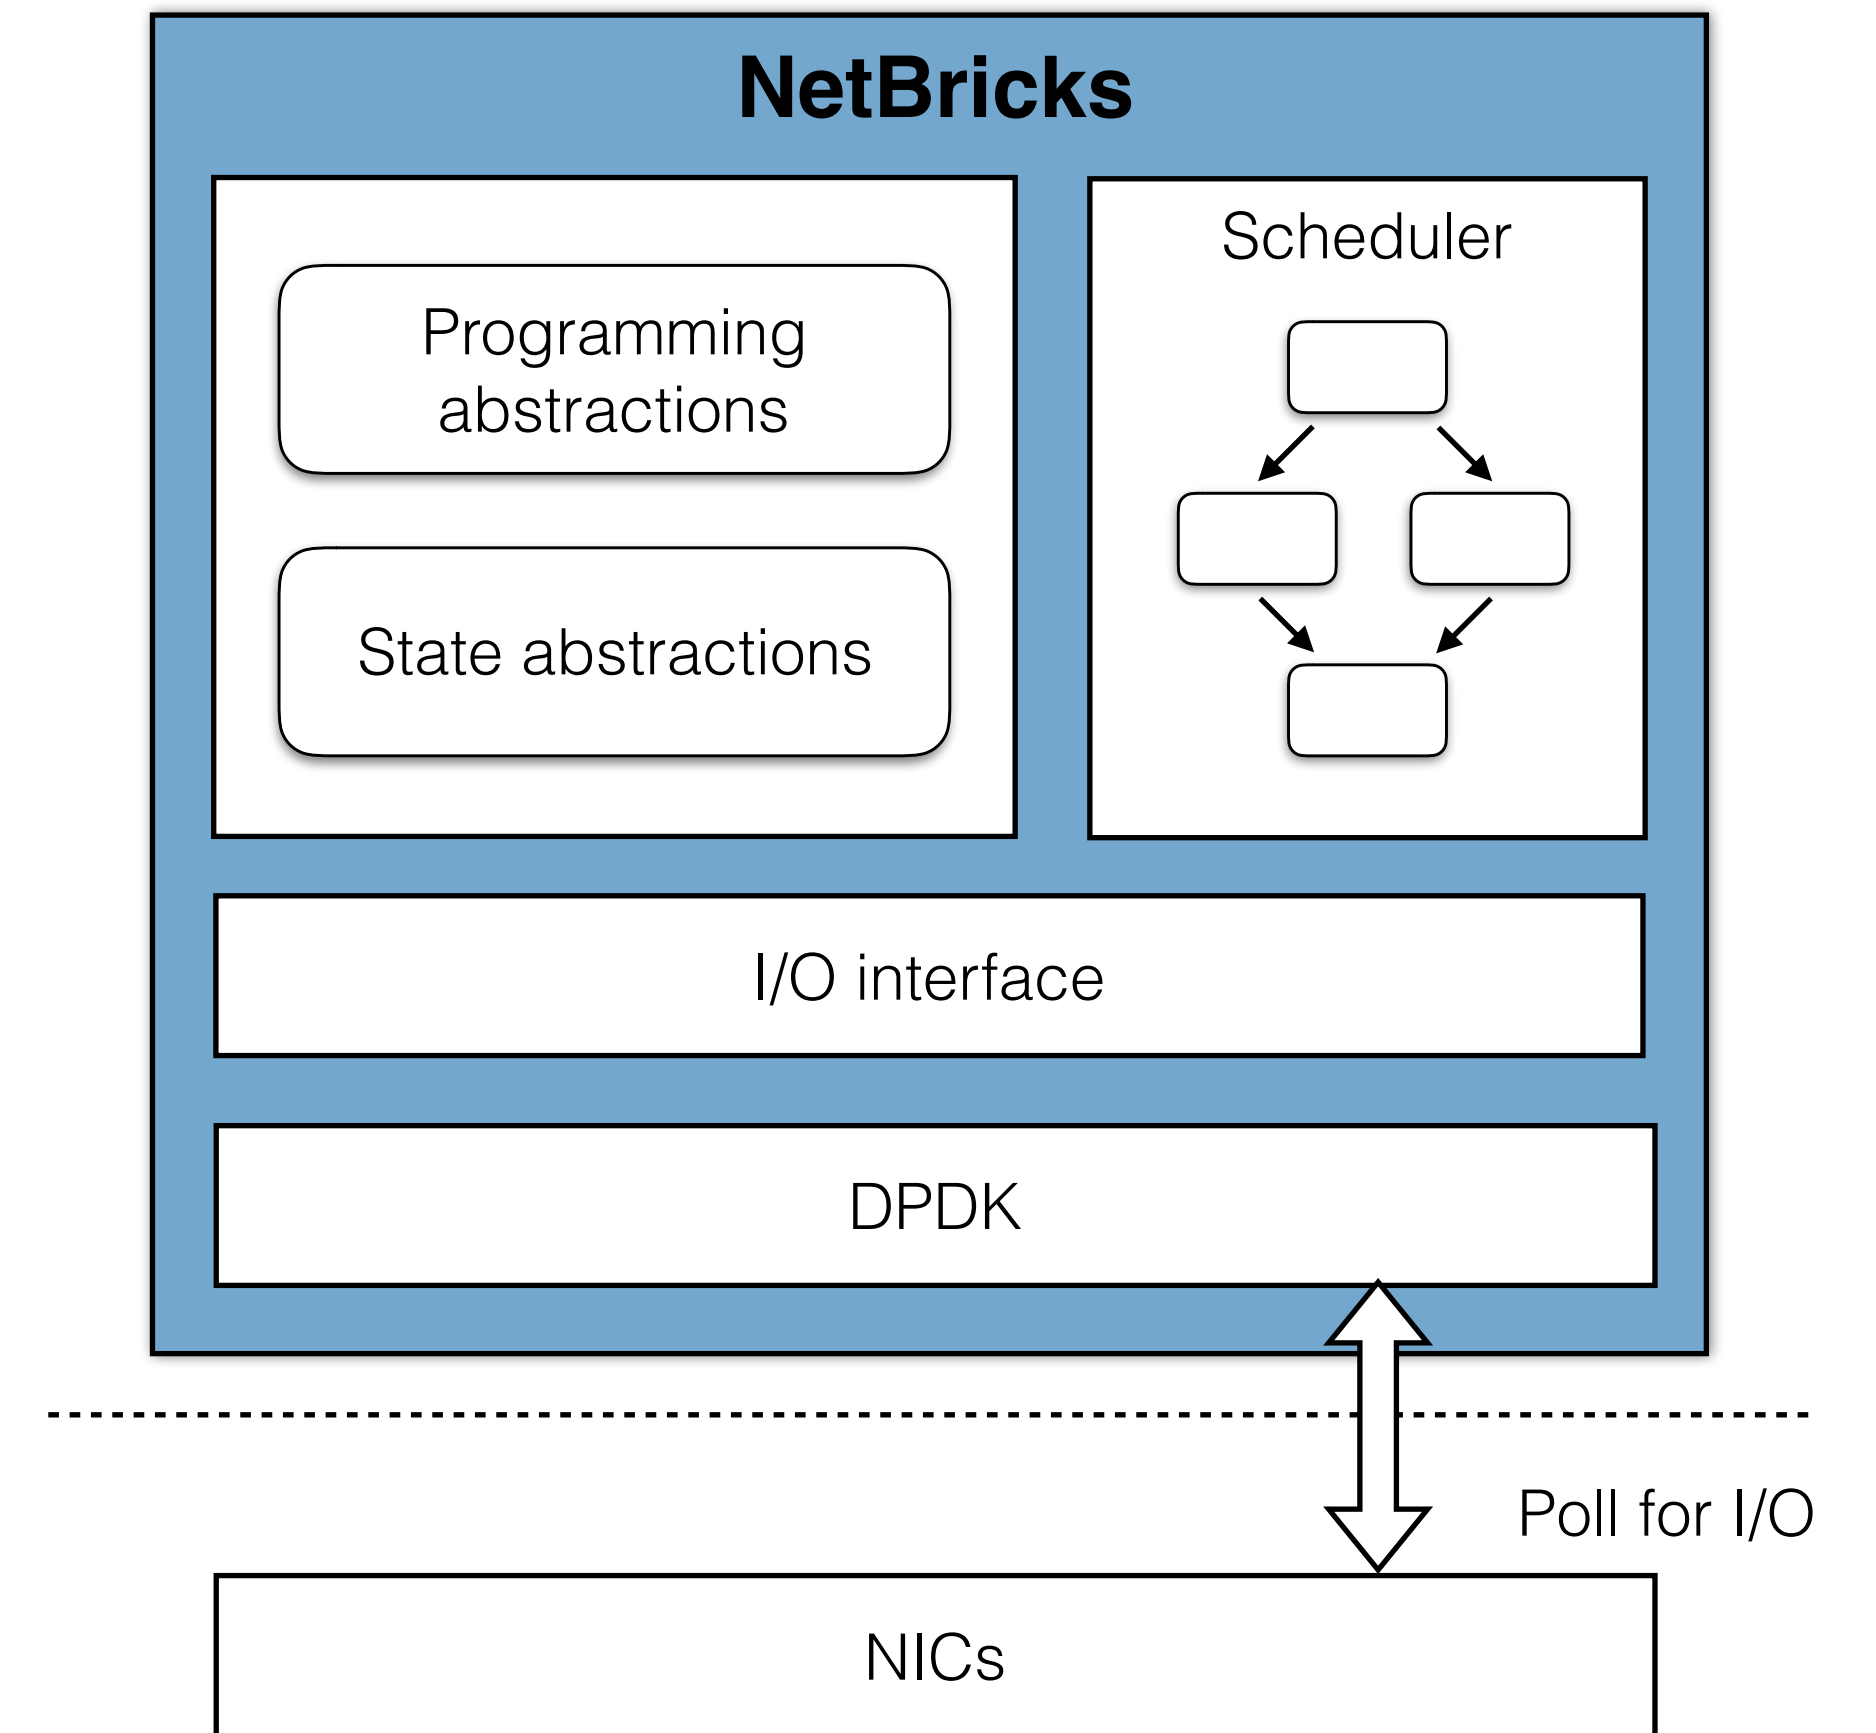 NetBricks
Programming
abstractions
State abstractions
Scheduler
I/O interface
DPDK
Poll for I/O
NICs